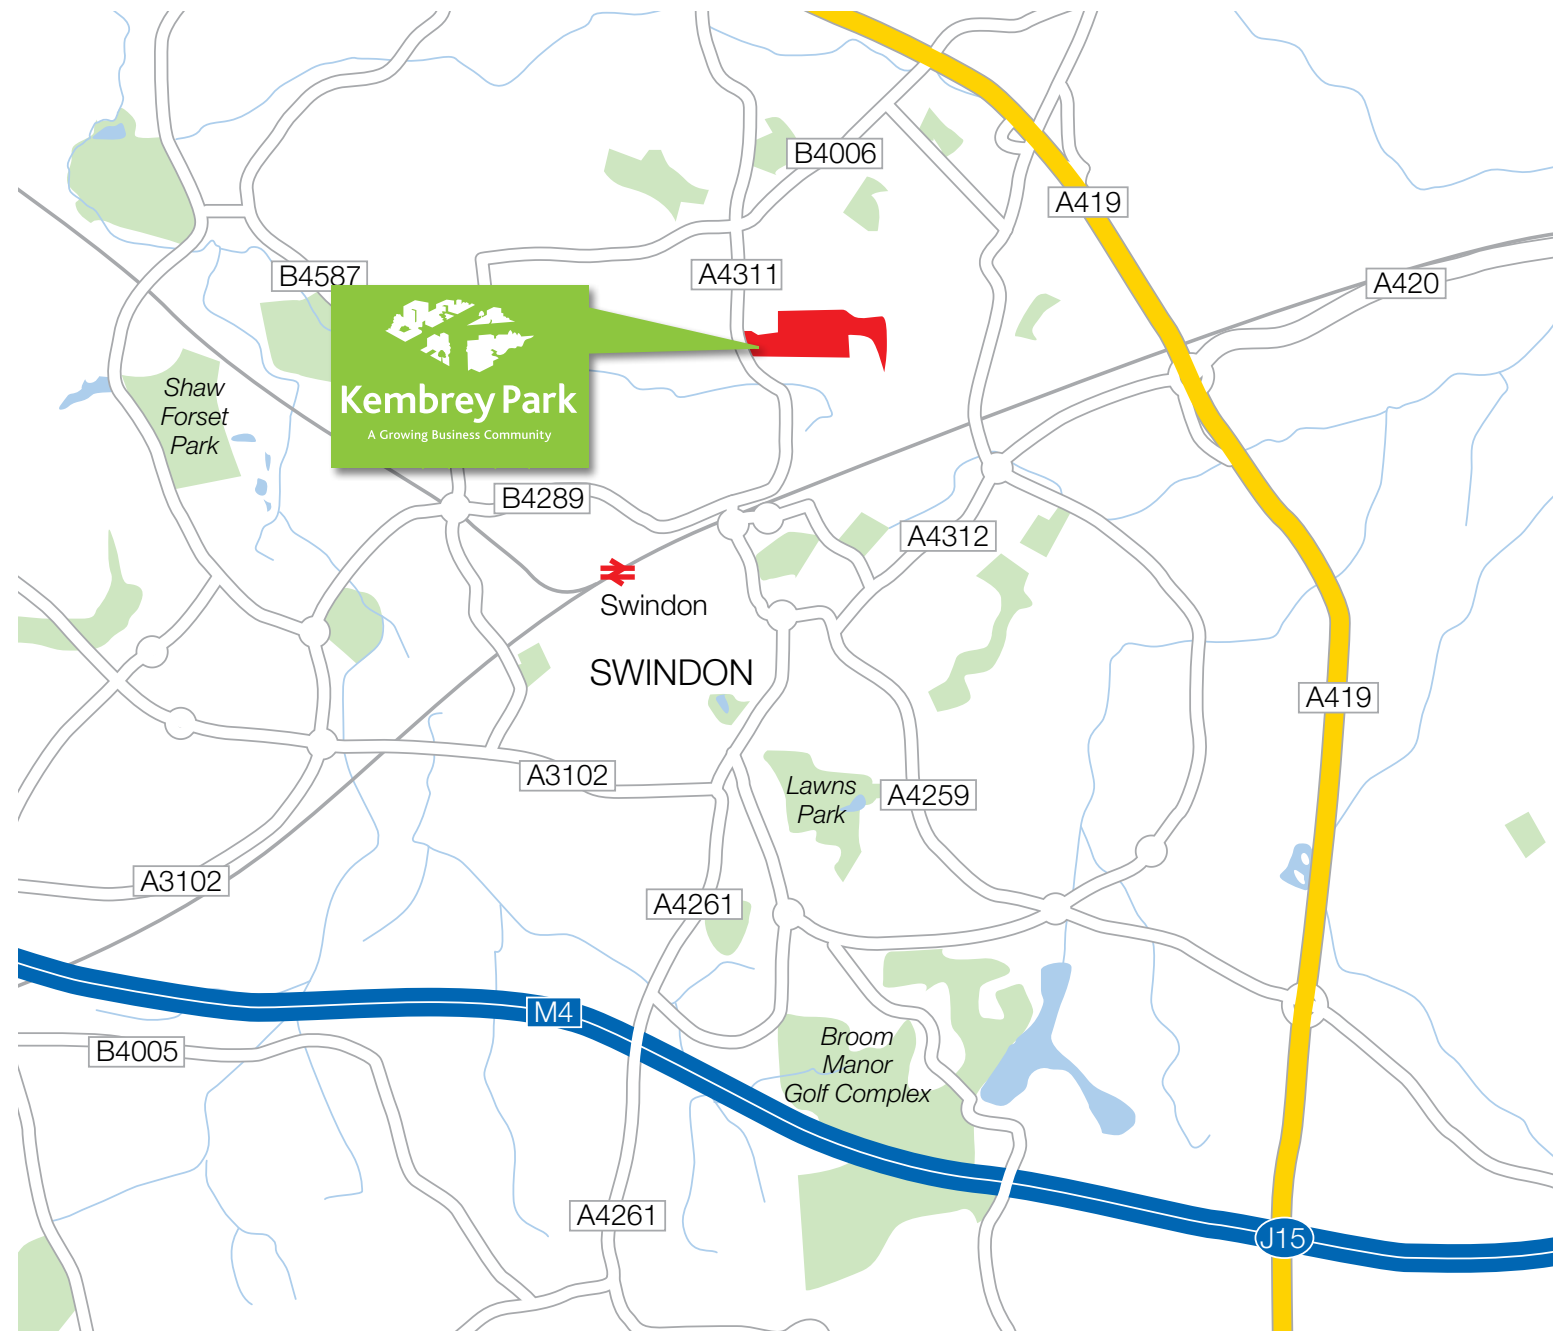 B4006
A419
A4311
B4587
A420
Kembrey Park
A Growing Business Community
Shaw
Forset
Park
B4289
A4312
Swindon
SWINDON
A419
A3102
Lawns
Park
A4259
A3102
A4261
M4
B4005
Broom
Manor
Golf Complex
A4261
J15